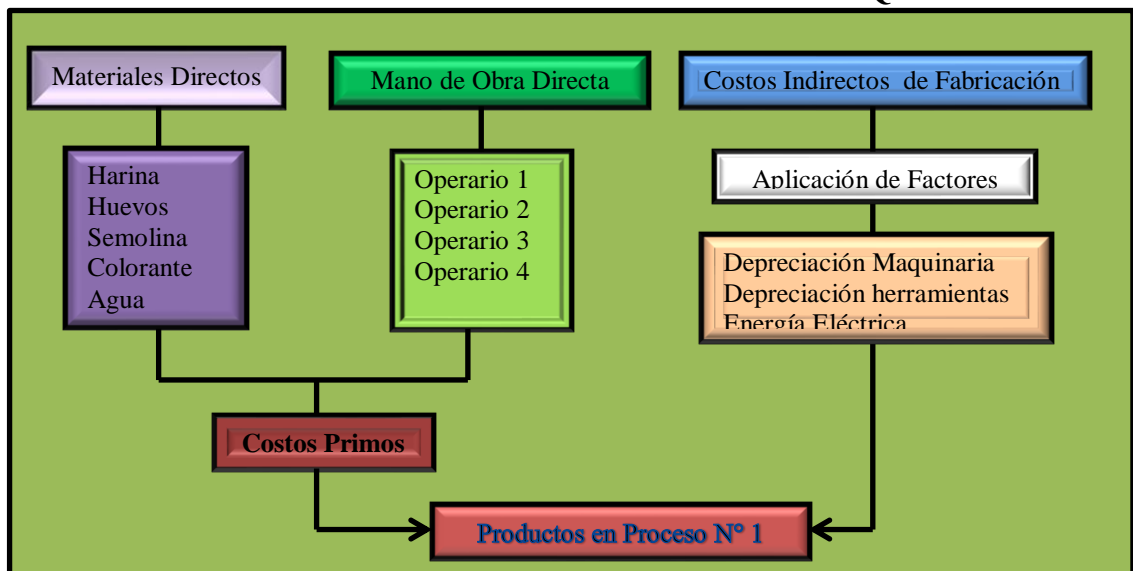 Materiales Directos
Harina
Huevos
Semolina
Colorante
Agua
Mano de Obra Directa
Operario 1
Operario 2
Operario 3
Operario 4
Costos Indirectos de Fabricación
Aplicación de Factores
Depreciación Maquinaria
Depreciación herramientas
Energía Eléctrica
Costos Primos
Productos en Proceso N° 1